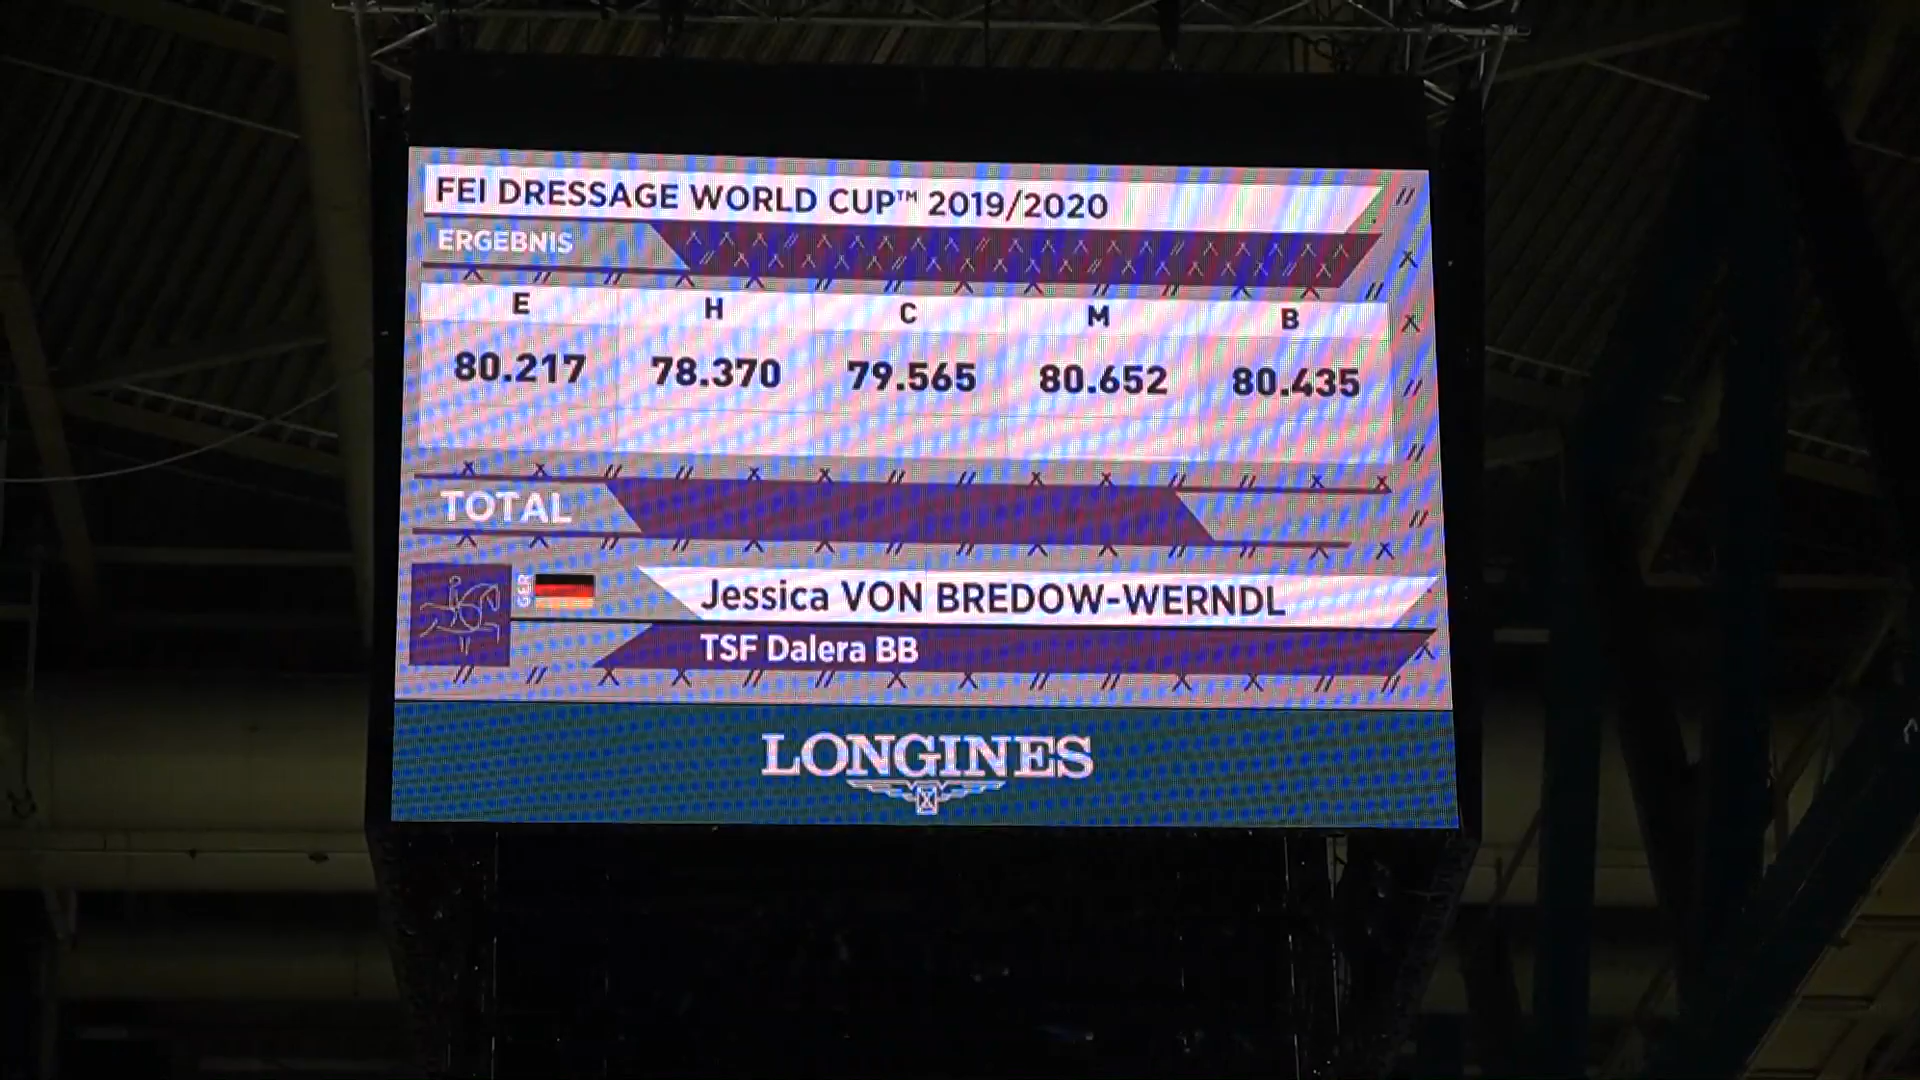 FEI DRESSAGE WORLD CUP™ 2019/2020
ERGEBNIS
E H C M B
80.217 78.370 79.565 80.652 80.435
TOTAL
GER Jessica VON BREDOW-WERNDL
TSF Dalera BB
LONGINES